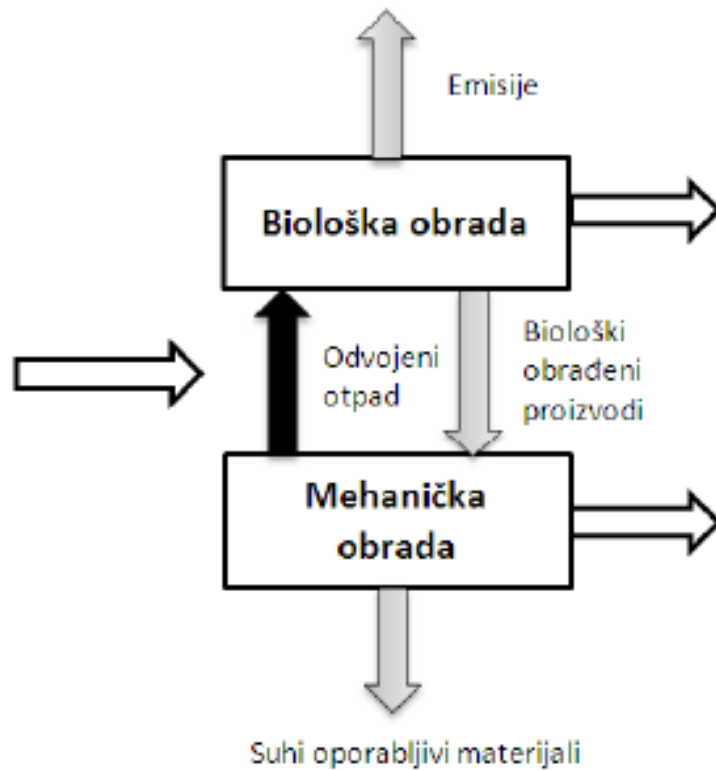 Emisije
Biološka obrada
Odvojeni
otpad
Biološki
obrađeni
proizvodi
Mehanička
obrada
Suhi oporabljivi materijali